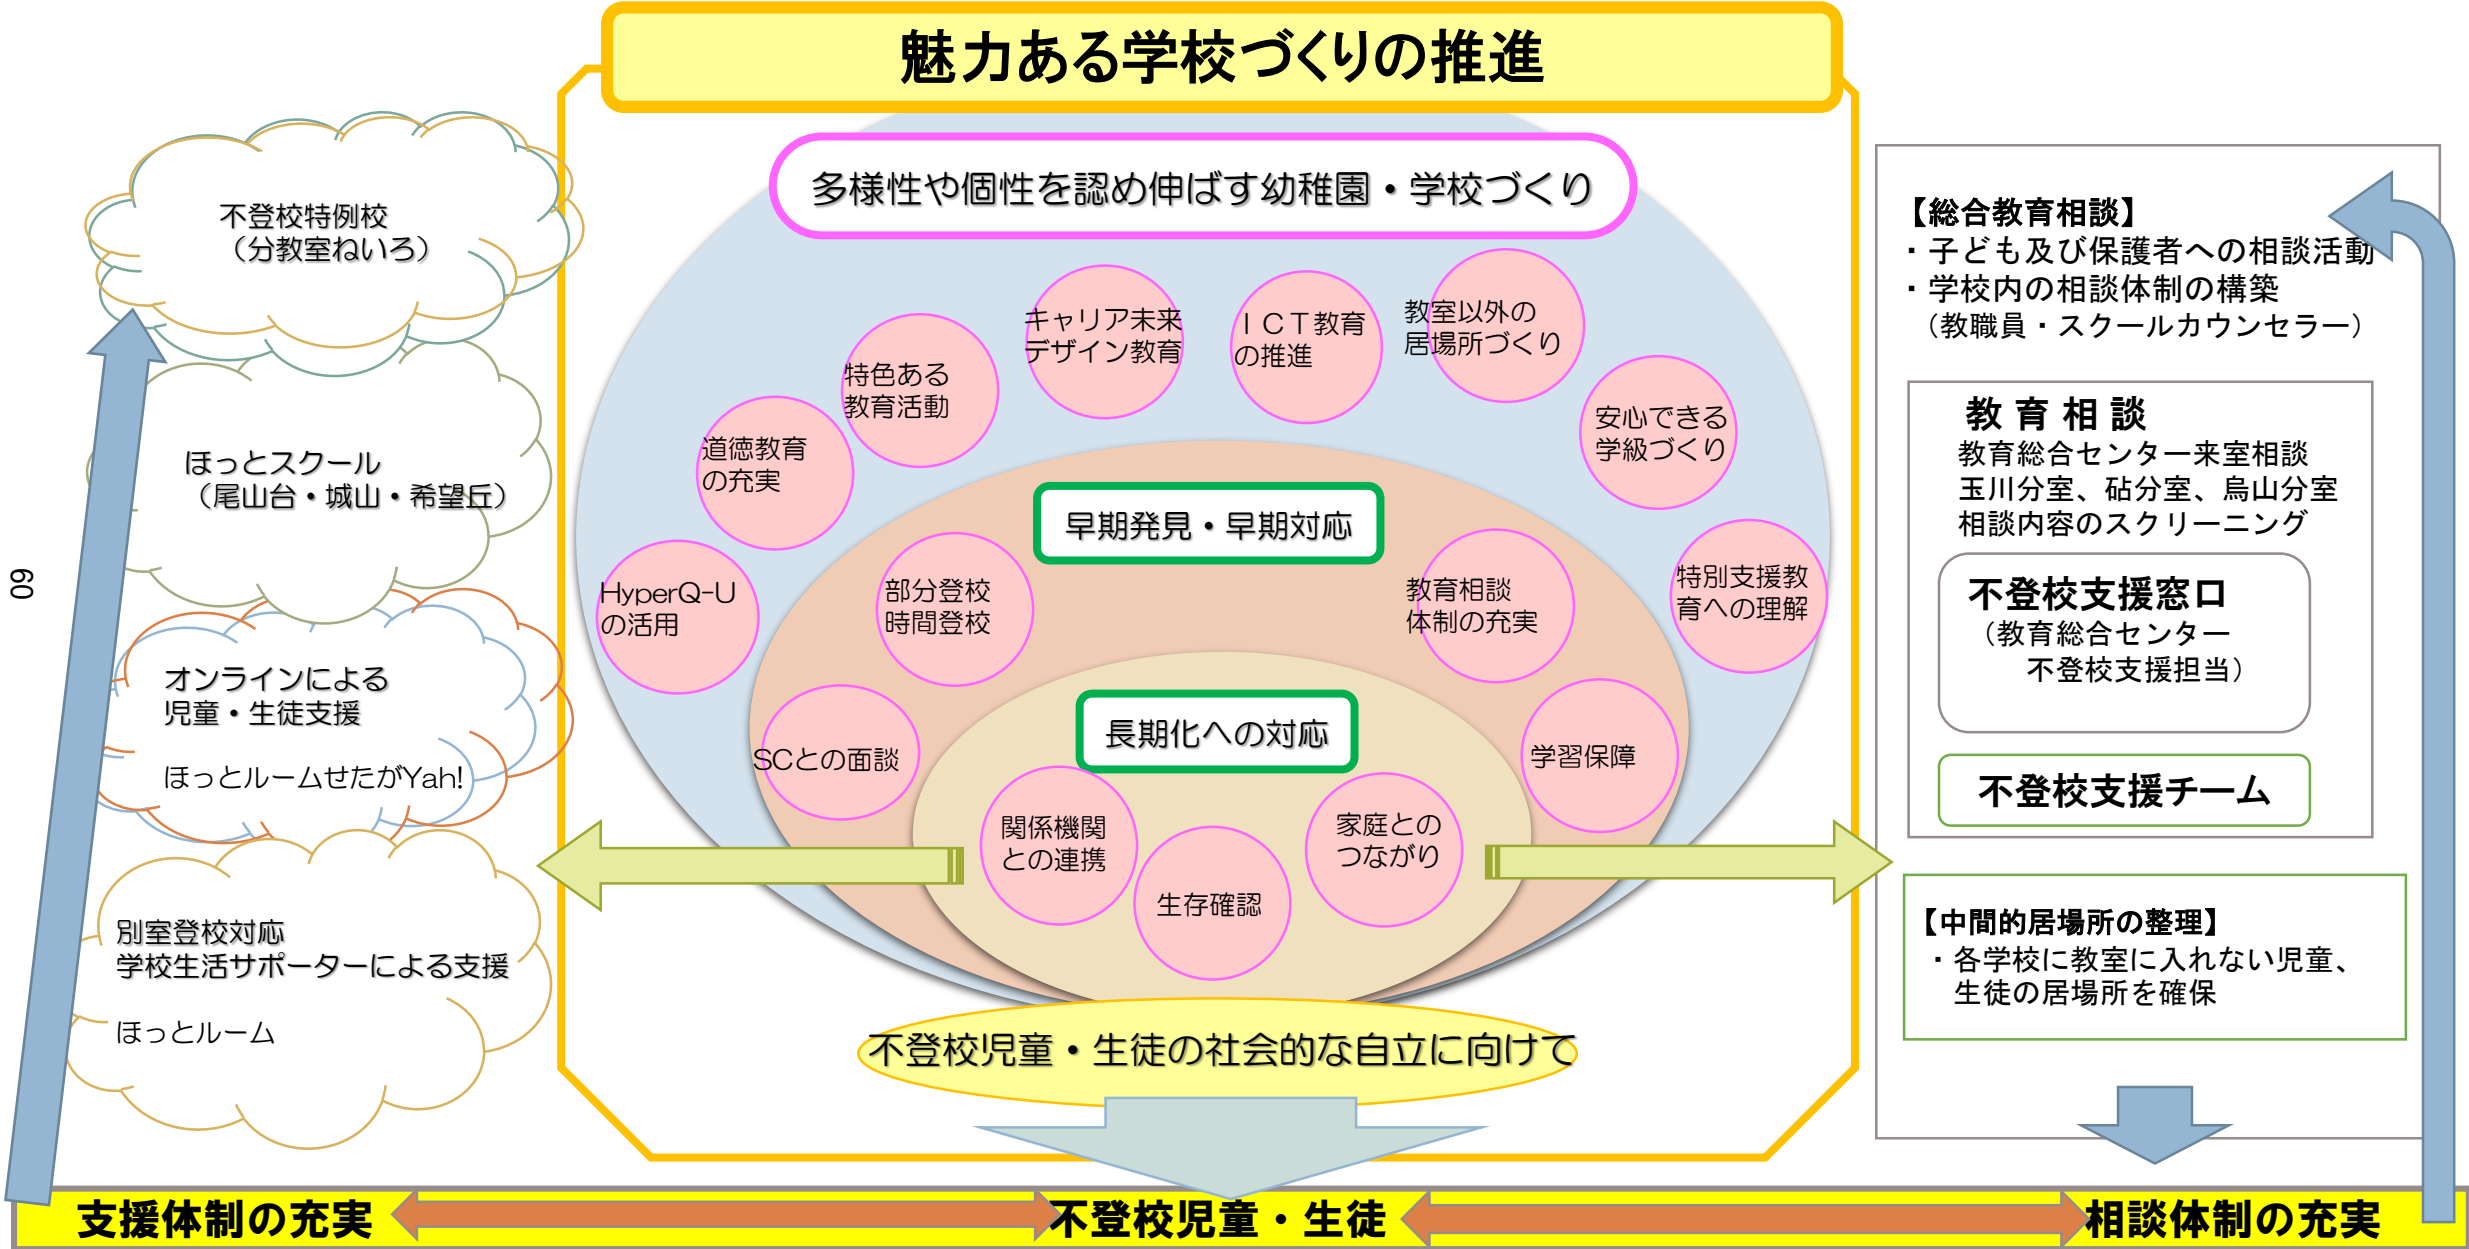 魅力ある学校づくりの推進
多様性や個性を認め伸ばす幼稚園・学校づくり
キャリア未来
デザイン教育
ICT教育
の推進
教室以外の
居場所づくり
特色ある
教育活動
安心できる
学級づくり
道徳教育
の充実
HyperQ-U
の活用
特別支援教
育への理解
早期発見・早期対応
部分登校
時間登校
教育相談
体制の充実
SCとの面談
学習保障
長期化への対応
関係機関
との連携
生存確認
家庭との
つながり
不登校児童・生徒の社会的な自立に向けて
不登校特例校
（分教室ねいろ）
ほっとスクール
（尾山台・城山・希望丘）
オンラインによる
児童・生徒支援
ほっとルームせたがYah!
別室登校対応
学校生活サポーターによる支援
ほっとルーム
60
【総合教育相談】
・子ども及び保護者への相談活動
・学校内の相談体制の構築
（教職員・スクールカウンセラー）
教育相談
教育総合センター来室相談
玉川分室、砧分室、烏山分室
相談内容のスクリーニング
不登校支援窓口
（教育総合センター
不登校支援担当）
不登校支援チーム
【中間的居場所の整理】
・各学校に教室に入れない児童、
生徒の居場所を確保
支援体制の充実
不登校児童・生徒
相談体制の充実